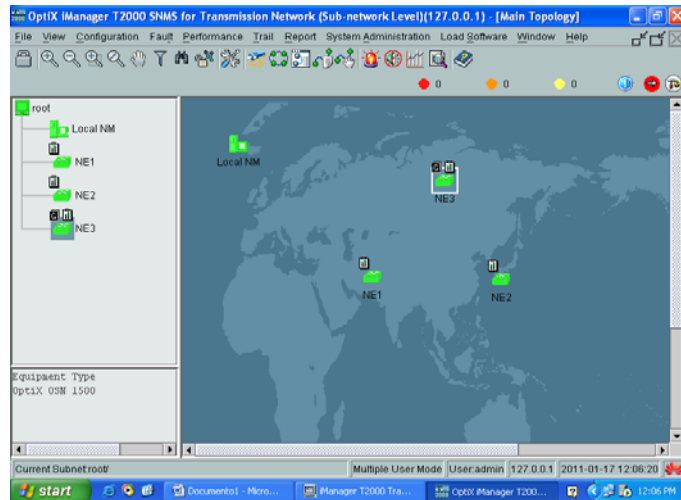 OptiX iManager T2000 SNMS for Transmission Network (Sub-network Level)(127.0.0.1) - [Main Topology]
File View Configuration Fault Performance Trail Report System Administration Load Software Window Help
0 0 0
root
Local NM
NE1
NE2
NE3
Local NM
NE3
NE1
NE2
Equipment Type
OptiX OSN 1500
Current Subnet:root/ Multiple User Mode User:admin 127.0.0.1 2011-01-17 12:06:20
start Documento1 - Micro... iManager T2000 Tra... OptiX iManager T200... 12:06 PM